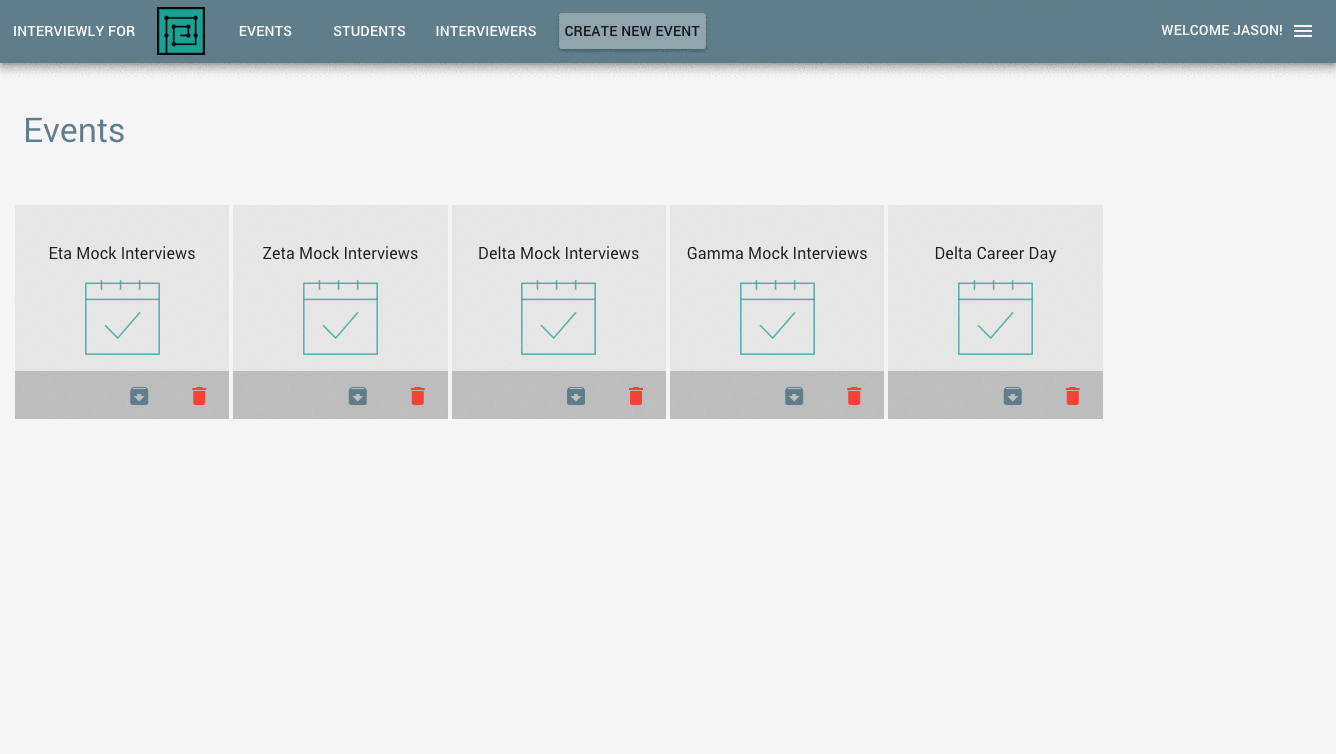 INTERVIEWLY FOR EVENTS STUDENTS INTERVIEWERS CREATE NEW EVENT WELCOME JASON!
Events
Eta Mock Interviews Zeta Mock Interviews Delta Mock Interviews Gamma Mock Interviews Delta Career Day